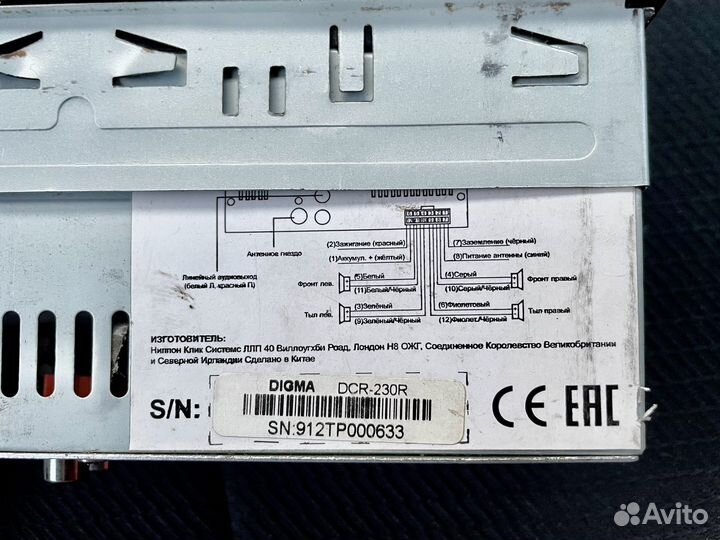 (2)Зажигание (красный)
(7)Заземление (чёрный)
Антенное гнездо
(1)Аккумул. + (жёлтый)
(8)Питание антенны (синий)
Линейный аудиовыход
(белый Л, красный П)
Фронт лев.
(5)Белый
(11)Белый/Чёрный
(4)Серый
(10)Серый/Чёрный
Фронт правый
Тыл лев.
(3)Зелёный
(9)Зелёный/Чёрный
(6)Фиолетовый
(12)Фиолет./Чёрный
Тыл правый
ИЗГОТОВИТЕЛЬ:
Ниппон Клик Системс ЛЛП 40 Виллоугхби Роад, Лондон Н8 ОЖГ, Соединенное Королевство Великобритании
и Северной Ирландии Сделано в Китае
S/N:
DIGMA DCR-230R
SN:912TP000633
CE EAC
Avito